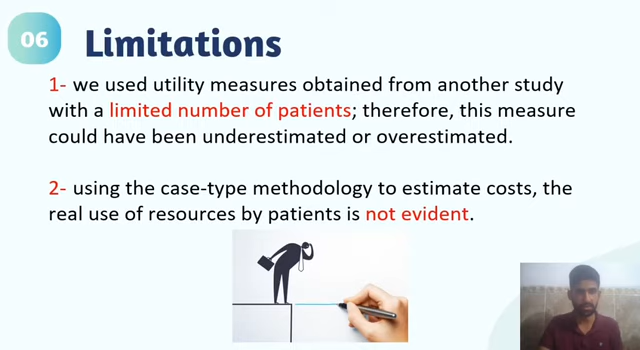 06
Limitations
1- we used utility measures obtained from another study
with a limited number of patients; therefore, this measure
could have been underestimated or overestimated.
2- using the case-type methodology to estimate costs, the
real use of resources by patients is not evident.